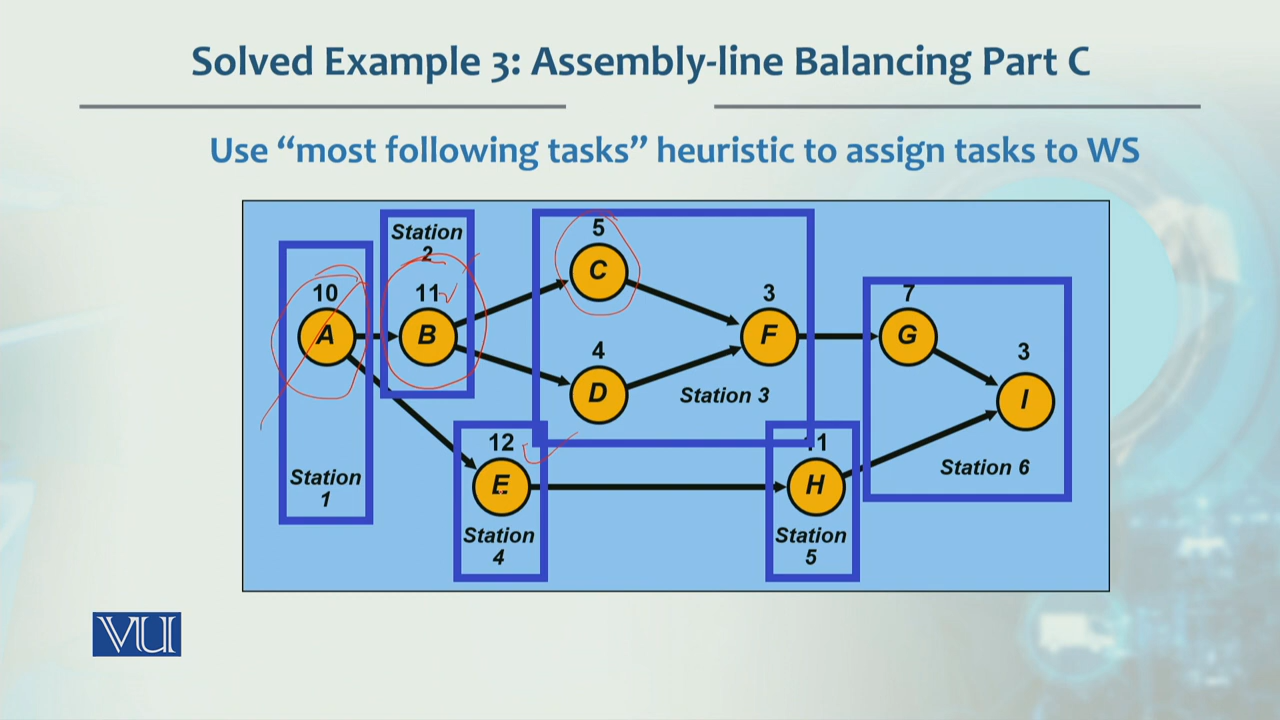 Solved Example 3: Assembly-line Balancing Part C
Use “most following tasks” heuristic to assign tasks to WS
Station
2
5
C
10
11
3
7
A
B
F
G
4
3
D
Station 3
I
12
11
Station
1
E
H
Station 6
Station
4
Station
5
VU